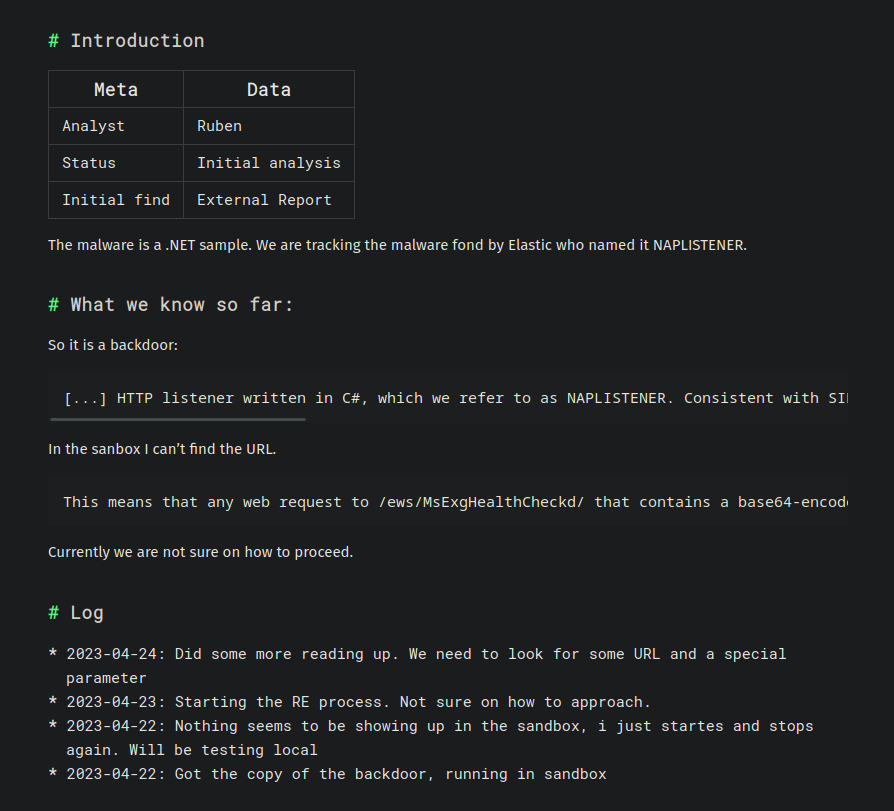 # Introduction
Meta Data
Analyst Ruben
Status Initial analysis
Initial find External Report
The malware is a .NET sample. We are tracking the malware fond by Elastic who named it NAPLISTENER.
# What we know so far:
So it is a backdoor:
[...] HTTP listener written in C#, which we refer to as NAPLISTENER. Consistent with
In the sanbox I can’t find the URL.
This means that any web request to /ews/MsExgHealthCheckd/ that contains a
Currently we are not sure on how to proceed.
# Log
* 2023-04-24: Did some more reading up. We need to look for some URL and a special
parameter
* 2023-04-23: Starting the RE process. Not sure on how to approach.
* 2023-04-22: Nothing seems to be showing up in the sandbox, i just startes and stops
again. Will be testing local
* 2023-04-22: Got the copy of the backdoor, running in sandbox